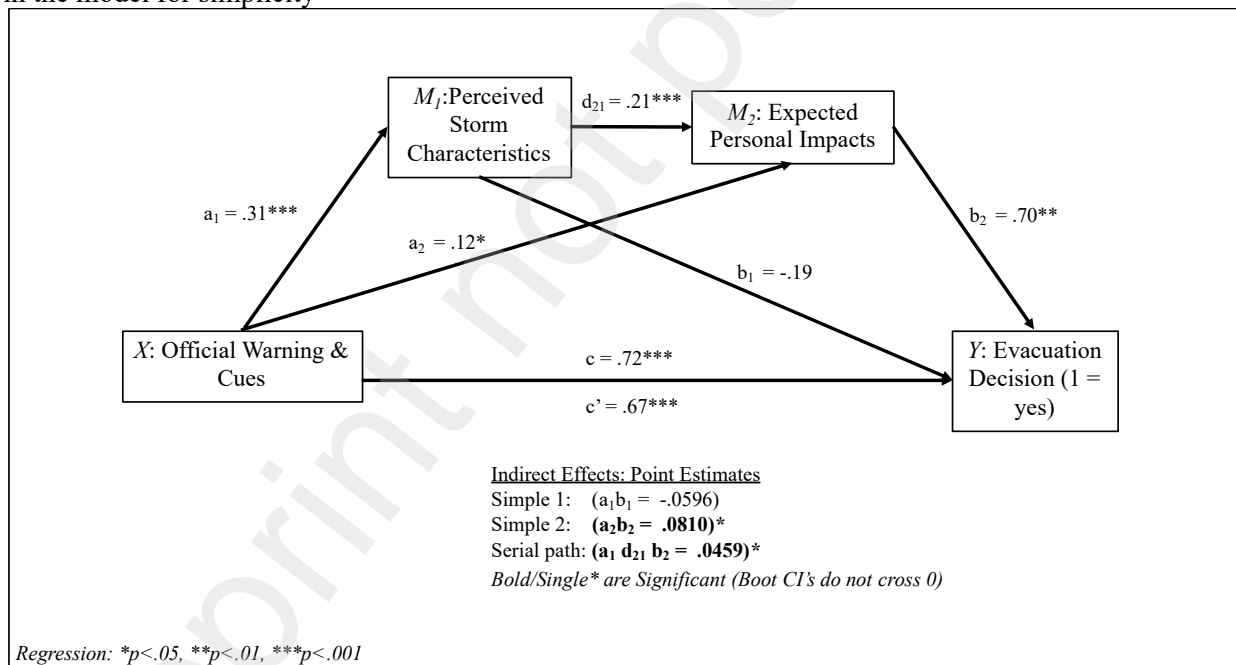 in the model for simplicity
M1:Perceived
Storm
Characteristics
d21 = .21***
M2: Expected
Personal Impacts
a1 = .31***
a2 = .12*
b2 = .70**
b1 = -.19
X: Official Warning &
Cues
c = .72***
c’ = .67***
Y: Evacuation
Decision (1 =
yes)
Indirect Effects: Point Estimates
Simple 1: (a1b1 = -.0596)
Simple 2: (a2b2 = .0810)*
Serial path: (a1 d21 b2 = .0459)*
Bold/Single* are Significant (Boot CI’s do not cross 0)
Regression: *p<.05, **p<.01, ***p<.001